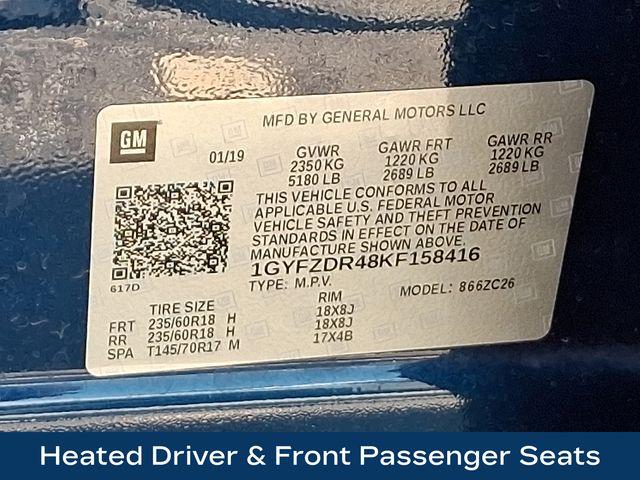 MFD BY GENERAL MOTORS LLC
GM
01/19
GVWR
2350 KG
5180 LB
GAWR FRT
1220 KG
2689 LB
GAWR RR
1220 KG
2689 LB
THIS VEHICLE CONFORMS TO ALL
APPLICABLE U.S. FEDERAL MOTOR
VEHICLE SAFETY AND THEFT PREVENTION
STANDARDS IN EFFECT ON THE DATE OF
MANUFACTURE SHOWN ABOVE.
1GYFZDR48KF158416
617D
TYPE: M.P.V.
MODEL: 866ZC26
TIRE SIZE RIM
FRT 235/60R18 H 18X8J
RR 235/60R18 H 18X8J
SPA T145/70R17 M 17X4B
Heated Driver & Front Passenger Seats